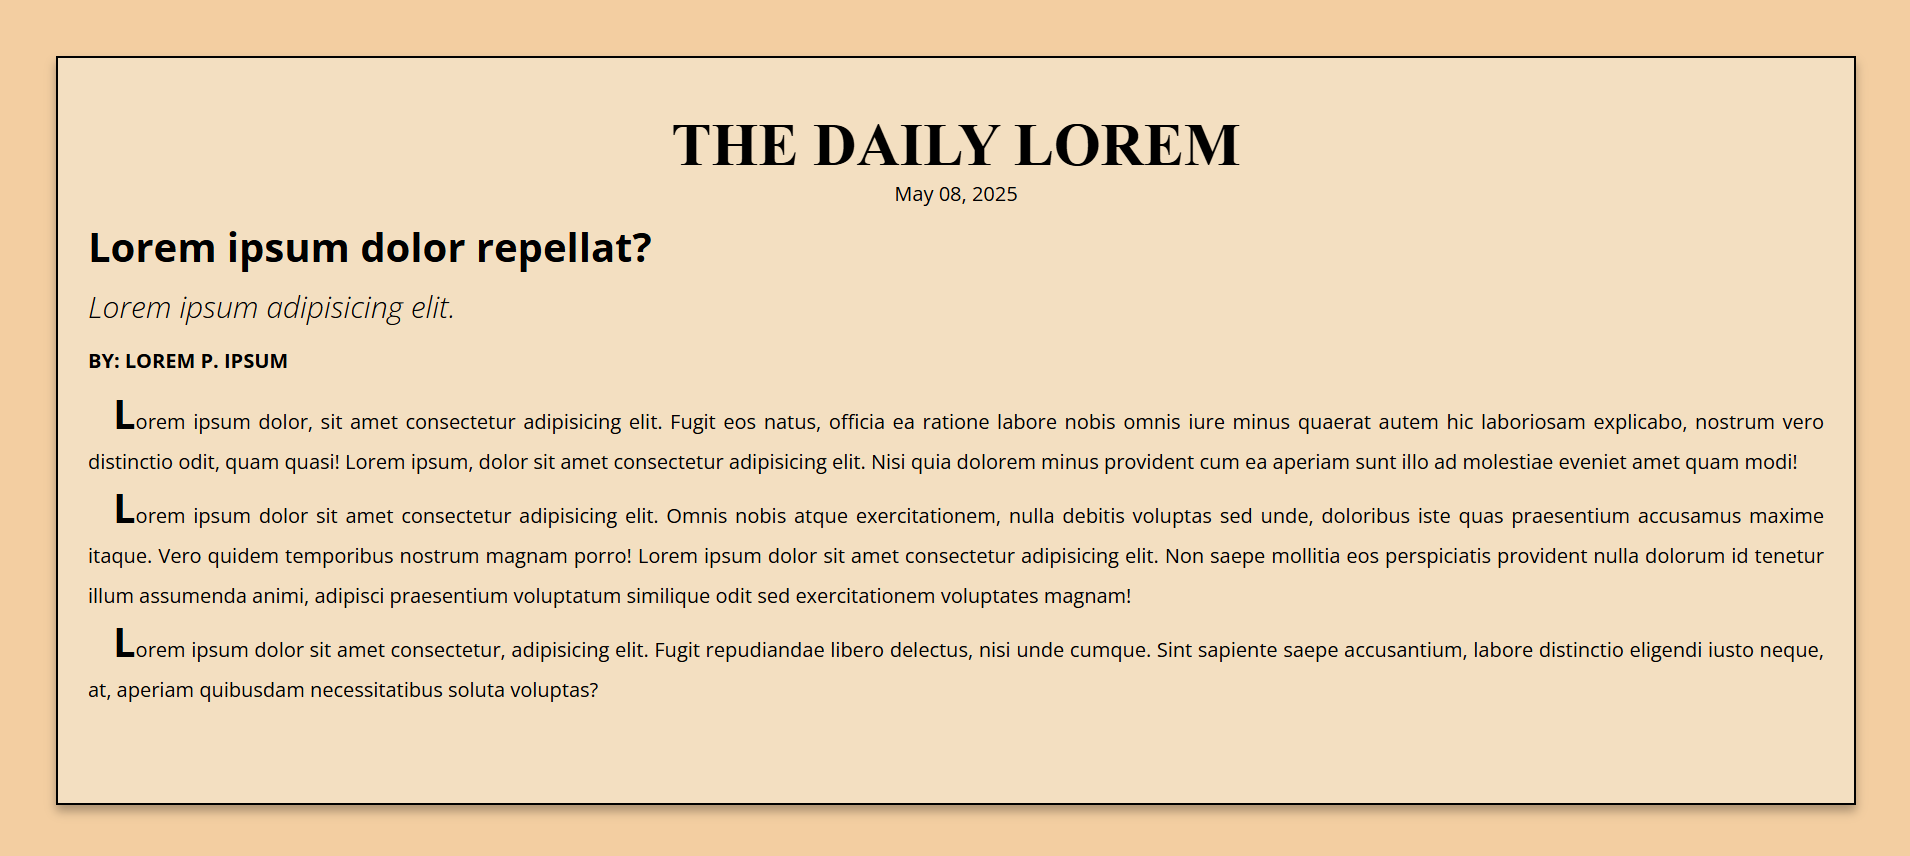 THE DAILY LOREM
May 08, 2025
Lorem ipsum dolor repellat?
Lorem ipsum adipisicing elit.
BY: LOREM P. IPSUM
Lorem ipsum dolor, sit amet consectetur adipisicing elit. Fugit eos natus, officia ea ratione labore nobis omnis iure minus quaerat autem hic laboriosam explicabo, nostrum vero
distinctio odit, quam quasi! Lorem ipsum, dolor sit amet consectetur adipisicing elit. Nisi quia dolorem minus provident cum ea aperiam sunt illo ad molestiae eveniet amet quam modi!
Lorem ipsum dolor sit amet consectetur adipisicing elit. Omnis nobis atque exercitationem, nulla debitis voluptas sed unde, doloribus iste quas praesentium accusamus maxime
itaque. Vero quidem temporibus nostrum magnam porro! Lorem ipsum dolor sit amet consectetur adipisicing elit. Non saepe mollitia eos perspiciatis provident nulla dolorum id tenetur
illum assumenda animi, adipisci praesentium voluptatum similique odit sed exercitationem voluptates magnam!
Lorem ipsum dolor sit amet consectetur, adipisicing elit. Fugit repudiandae libero delectus, nisi unde cumque. Sint sapiente saepe accusantium, labore distinctio eligendi iusto neque,
at, aperiam quibusdam necessitatibus soluta voluptas?